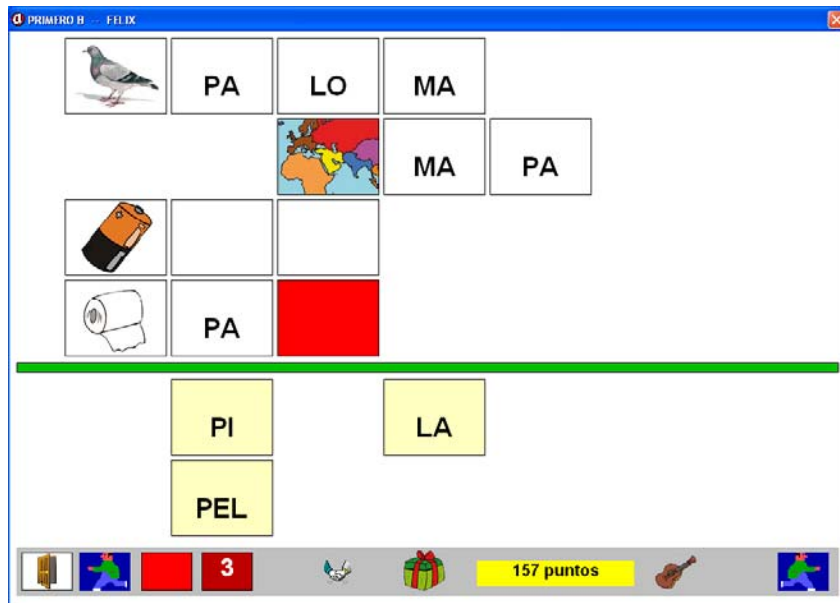 PRIMERO B -- FELIX
PA LO MA
MA PA
PA
PI LA
PEL
3 157 puntos